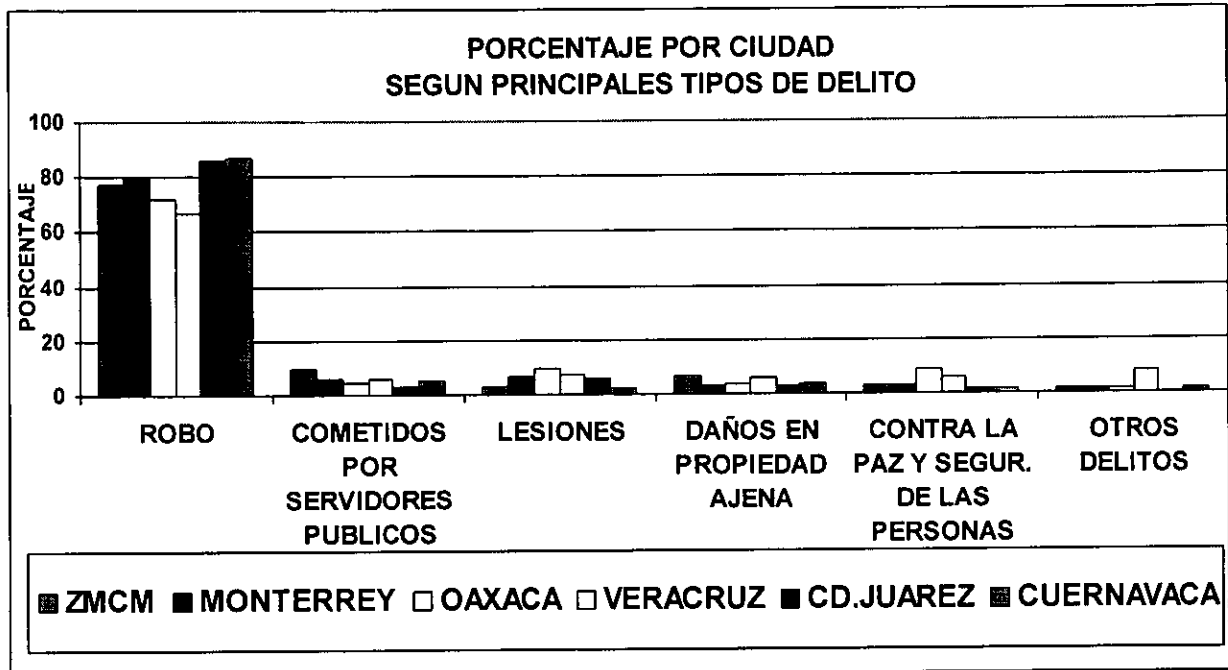 PORCENTAJE POR CIUDAD
SEGUN PRINCIPALES TIPOS DE DELITO
PORCENTAJE
100
80
60
40
20
0
ROBO
COMETIDOS
POR
SERVIDORES
PUBLICOS
LESIONES
DAÑOS EN
PROPIEDAD
AJENA
CONTRA LA
PAZ Y SEGUR.
DE LAS
PERSONAS
OTROS
DELITOS
ZMCM MONTERREY OAXACA VERACRUZ CD.JUAREZ CUERNAVACA